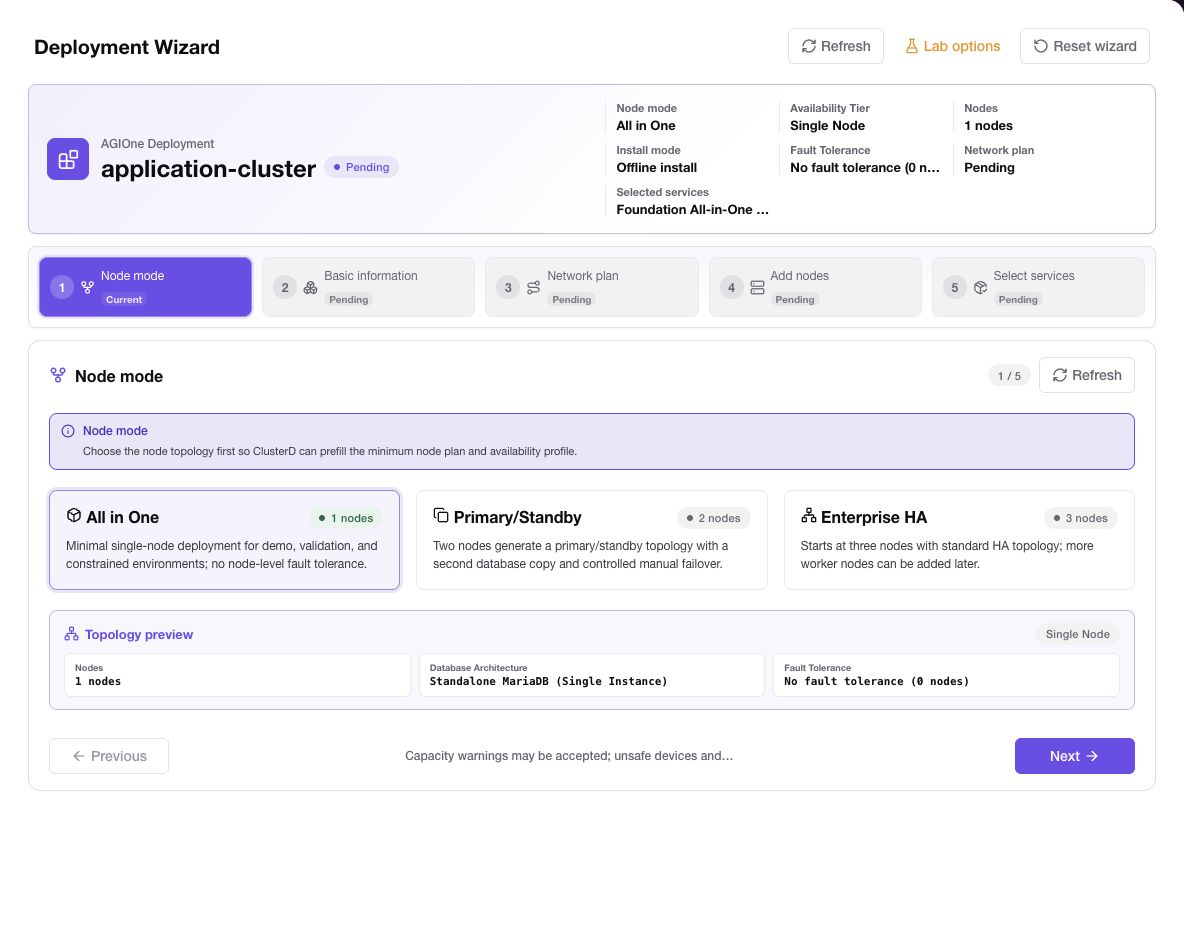 Deployment Wizard
Refresh
Lab options
Reset wizard
AGIOne Deployment
application-cluster
Pending
Node mode
All in One
Availability Tier
Single Node
Nodes
1 nodes
Install mode
Offline install
Fault Tolerance
No fault tolerance (0 n...
Network plan
Pending
Selected services
Foundation All-in-One ...
1
Node mode
Current
2
Basic information
Pending
3
Network plan
Pending
4
Add nodes
Pending
5
Select services
Pending
Node mode
1 / 5
Refresh
Node mode
Choose the node topology first so ClusterD can prefill the minimum node plan and availability profile.
All in One
1 nodes
Minimal single-node deployment for demo, validation, and
constrained environments; no node-level fault tolerance.
Primary/Standby
2 nodes
Two nodes generate a primary/standby topology with a
second database copy and controlled manual failover.
Enterprise HA
3 nodes
Starts at three nodes with standard HA topology; more
worker nodes can be added later.
Topology preview
Single Node
Nodes
1 nodes
Database Architecture
Standalone MariaDB (Single Instance)
Fault Tolerance
No fault tolerance (0 nodes)
Previous
Capacity warnings may be accepted; unsafe devices and...
Next